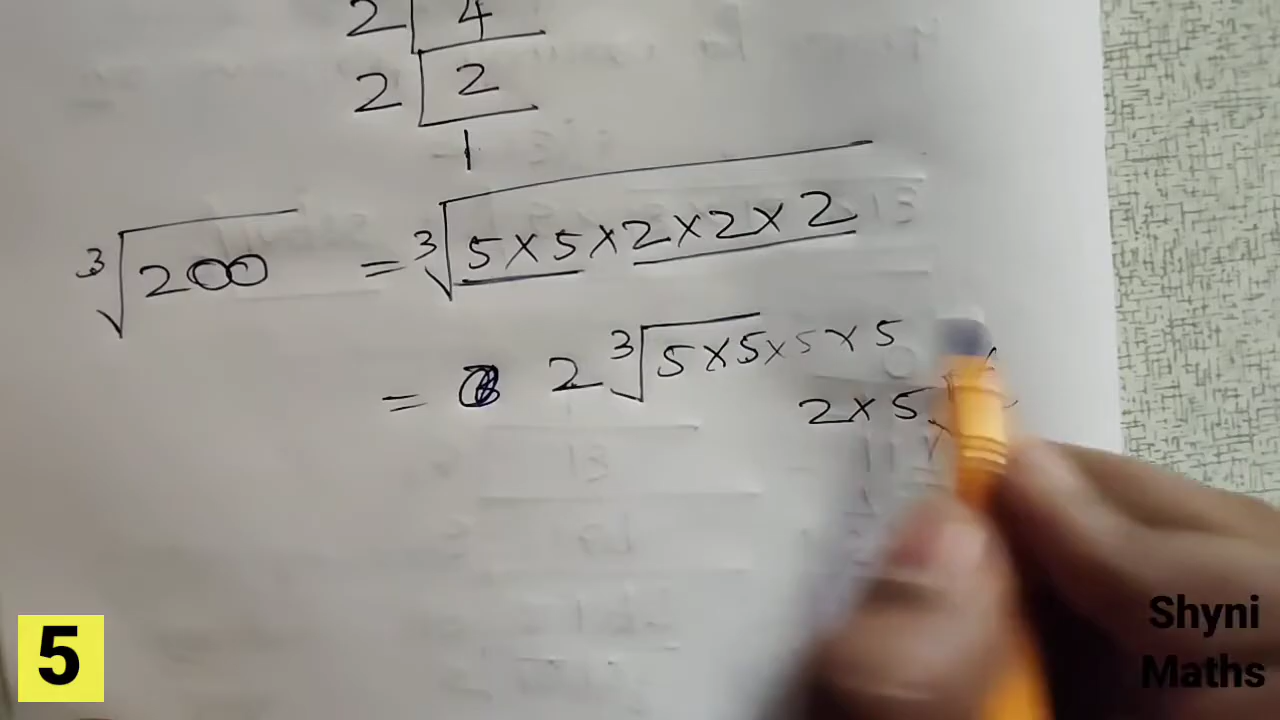 2 4
2 2
1
∛200 = ∛5×5×2×2×2
= 2 ∛5×5×5×5
2×5
5
Shyni
Maths